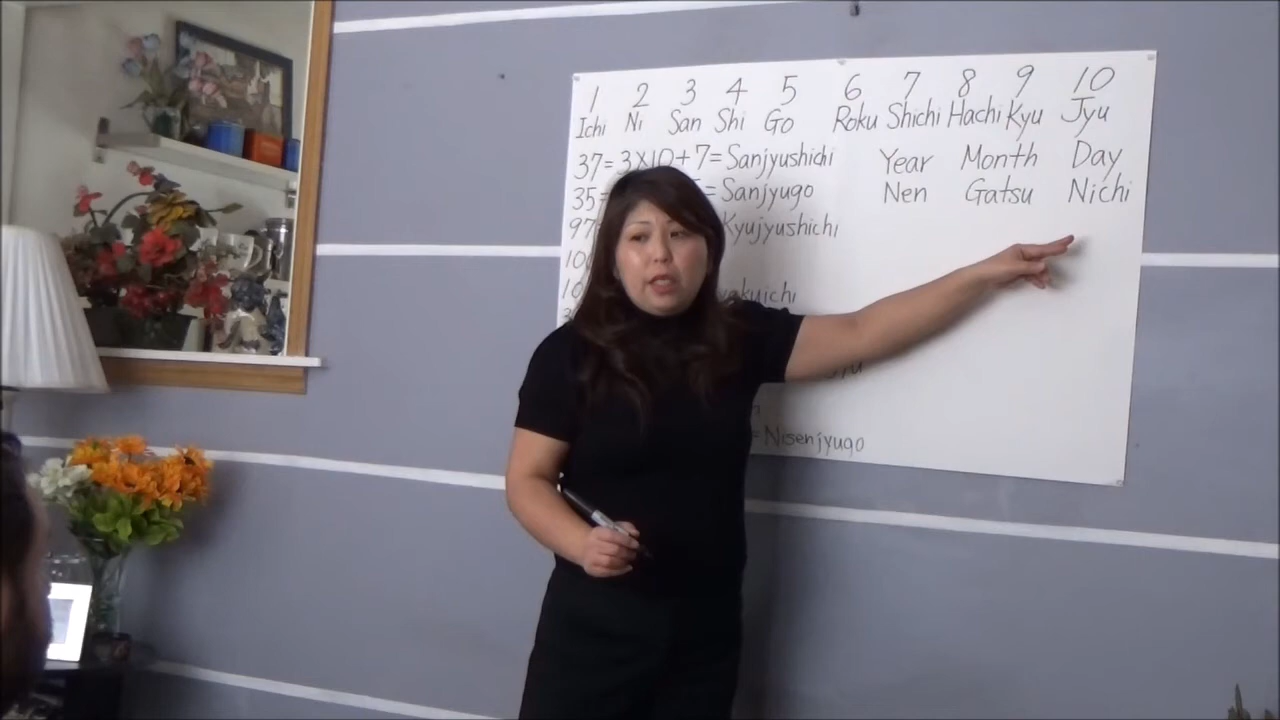 1 2 3 4 5 6 7 8 9 10
Ichi Ni San Shi Go Roku Shichi Hachi Kyu Jyu
37=3×10+7=Sanjyushichi Year Month Day
35= =Sanjyugo Nen Gatsu Nichi
97 Kyujyushichi
10
10 yakuichi
=Nisenjyugo